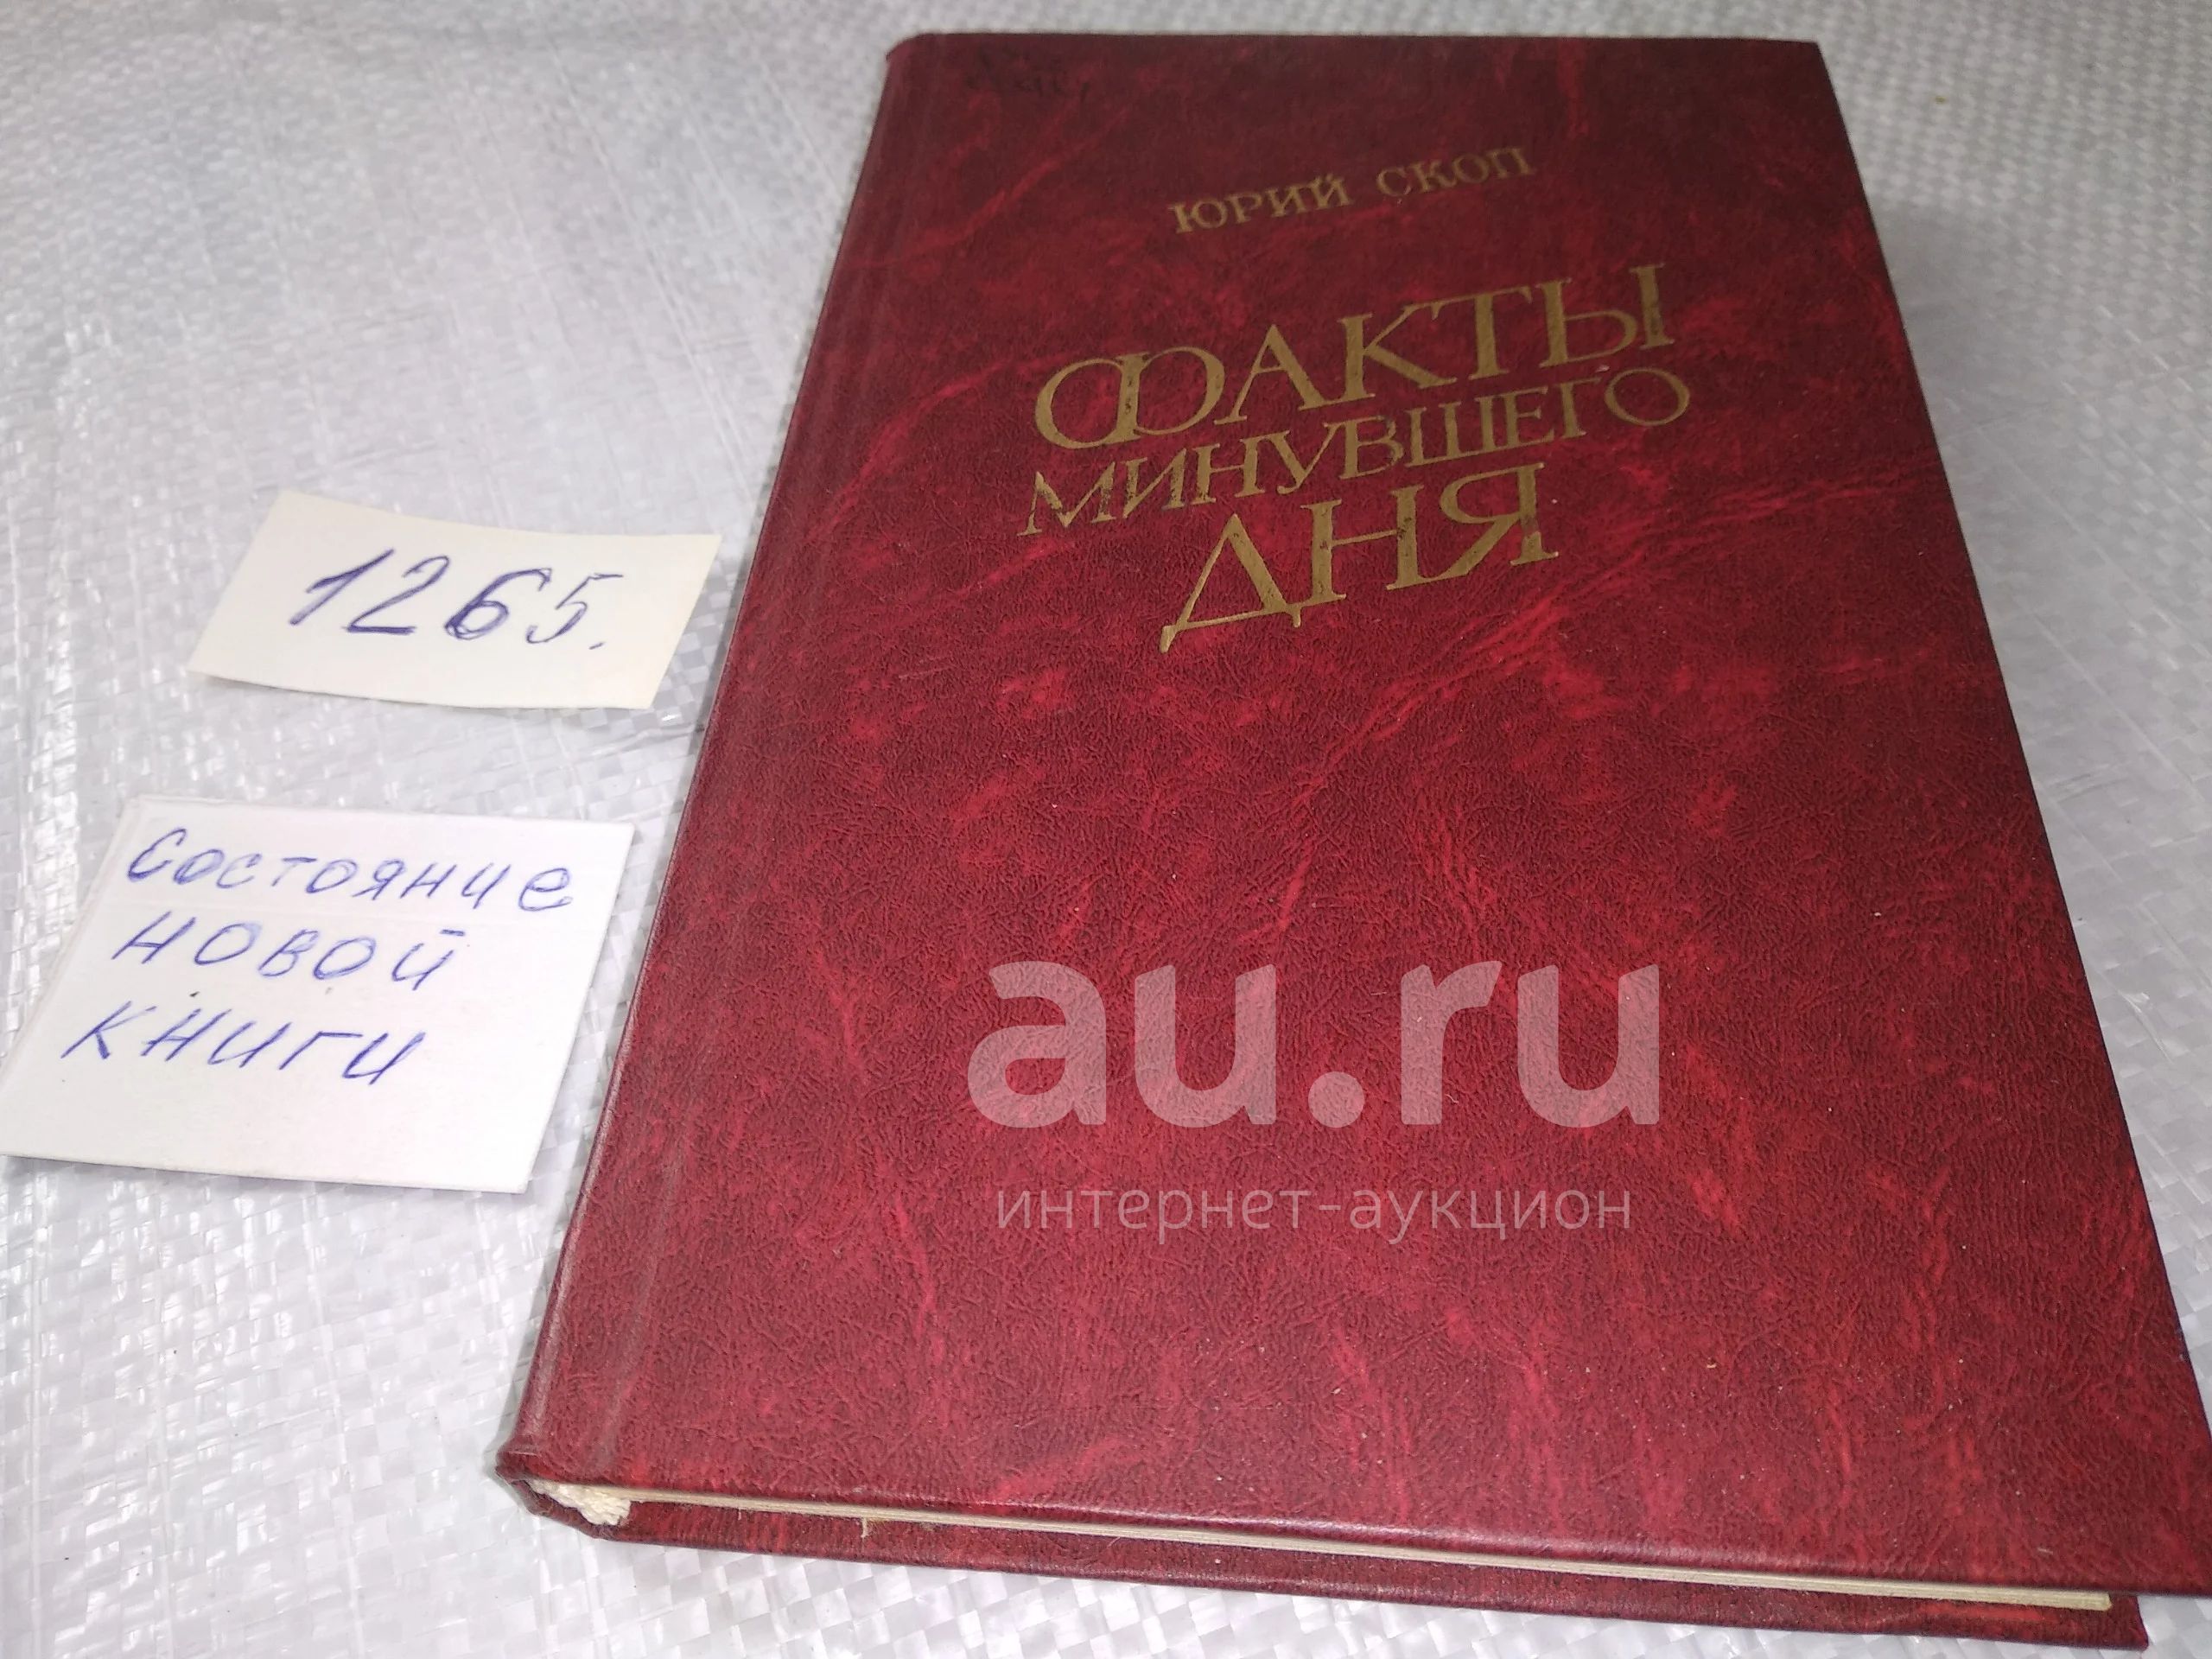 ЮРИЙ СКОП
ФАКТЫ
МИНУВШЕГО
ДНЯ
1265.
Состояние
новой
книги
au.ru
интернет-аукцион